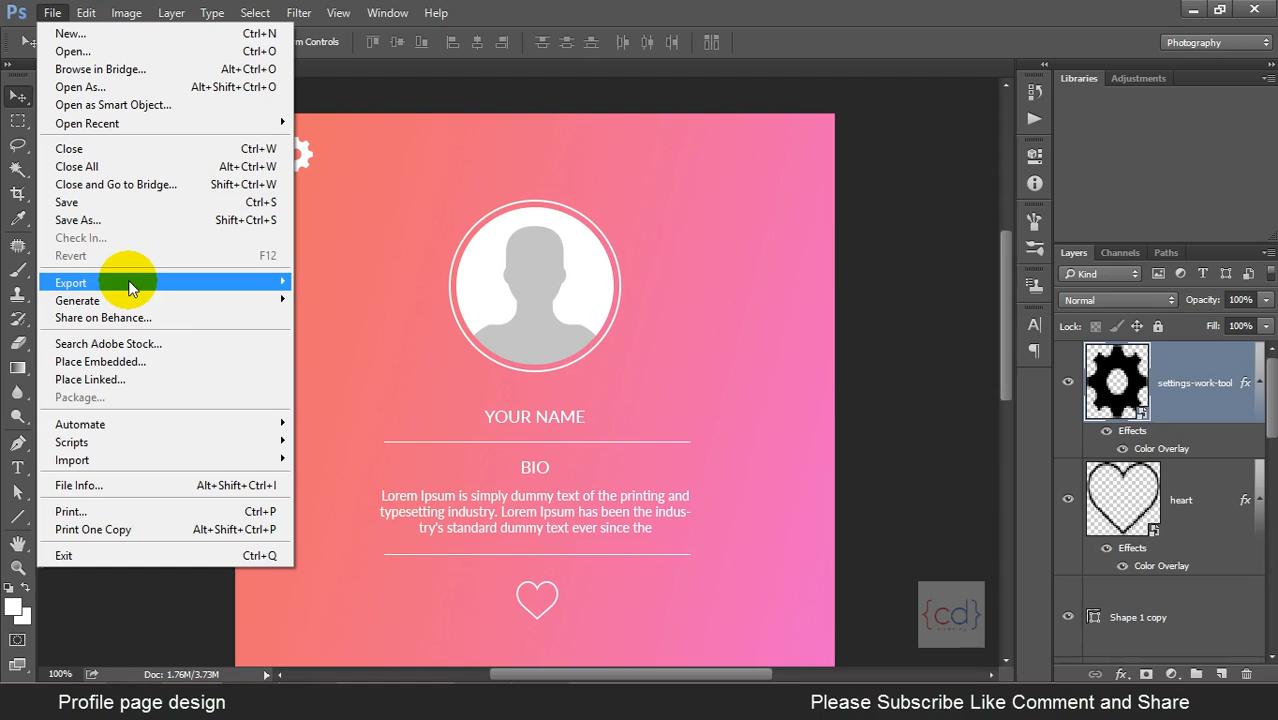 Ps File Edit Image Layer Type Select Filter 3D View Window Help
New... Ctrl+N
Open... Ctrl+O
Browse in Bridge... Alt+Ctrl+O
Open As... Alt+Shift+Ctrl+O
Open as Smart Object...
Open Recent
Close Ctrl+W
Close All Alt+Ctrl+W
Close and Go to Bridge... Shift+Ctrl+W
Save Ctrl+S
Save As... Shift+Ctrl+S
Check In...
Revert F12
Export
Generate
Share on Behance...
Search Adobe Stock...
Place Embedded...
Place Linked...
Package...
Automate
Scripts
Import
File Info... Alt+Shift+Ctrl+I
Print... Ctrl+P
Print One Copy Alt+Shift+Ctrl+P
Exit Ctrl+Q
Controls
Photography
YOUR NAME
BIO
Lorem Ipsum is simply dummy text of the printing and
typesetting industry. Lorem Ipsum has been the indus-
try's standard dummy text ever since the
{cd}
100% Doc: 1.76M/3.73M
Libraries Adjustments
Layers Channels Paths
Kind
Normal Opacity: 100%
Lock: Fill: 100%
settings-work-tool fx
Effects
Color Overlay
heart fx
Effects
Color Overlay
Shape 1 copy
fx
Profile page design
Please Subscribe Like Comment and Share